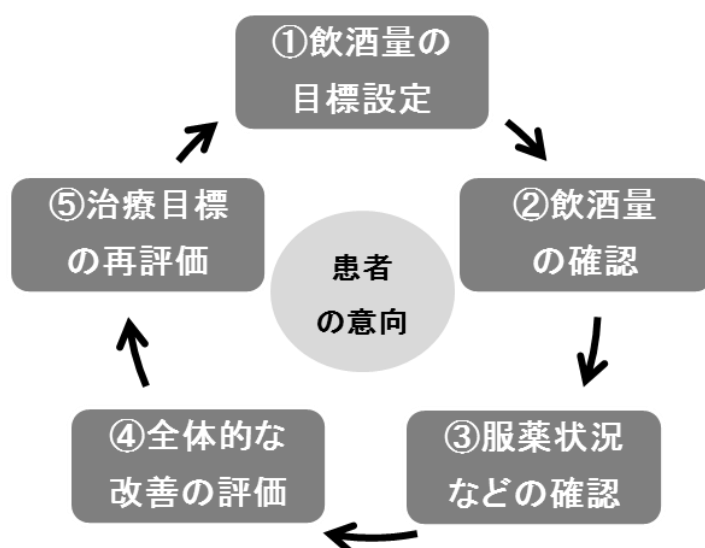 ①飲酒量の
目標設定
②飲酒量
の確認
③服薬状況
などの確認
④全体的な
改善の評価
⑤治療目標
の再評価
患者
の意向